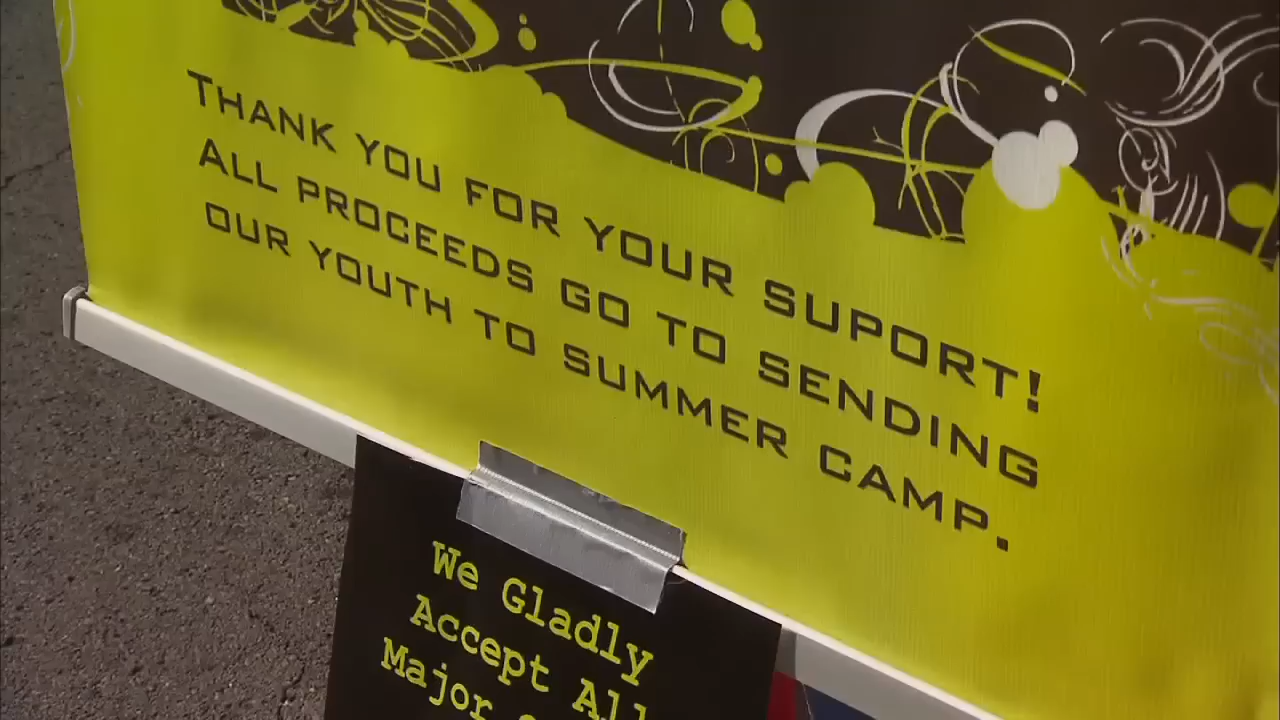 THANK YOU FOR YOUR SUPORT!
ALL PROCEEDS GO TO SENDING
OUR YOUTH TO SUMMER CAMP.
We Gladly
Accept All
Major